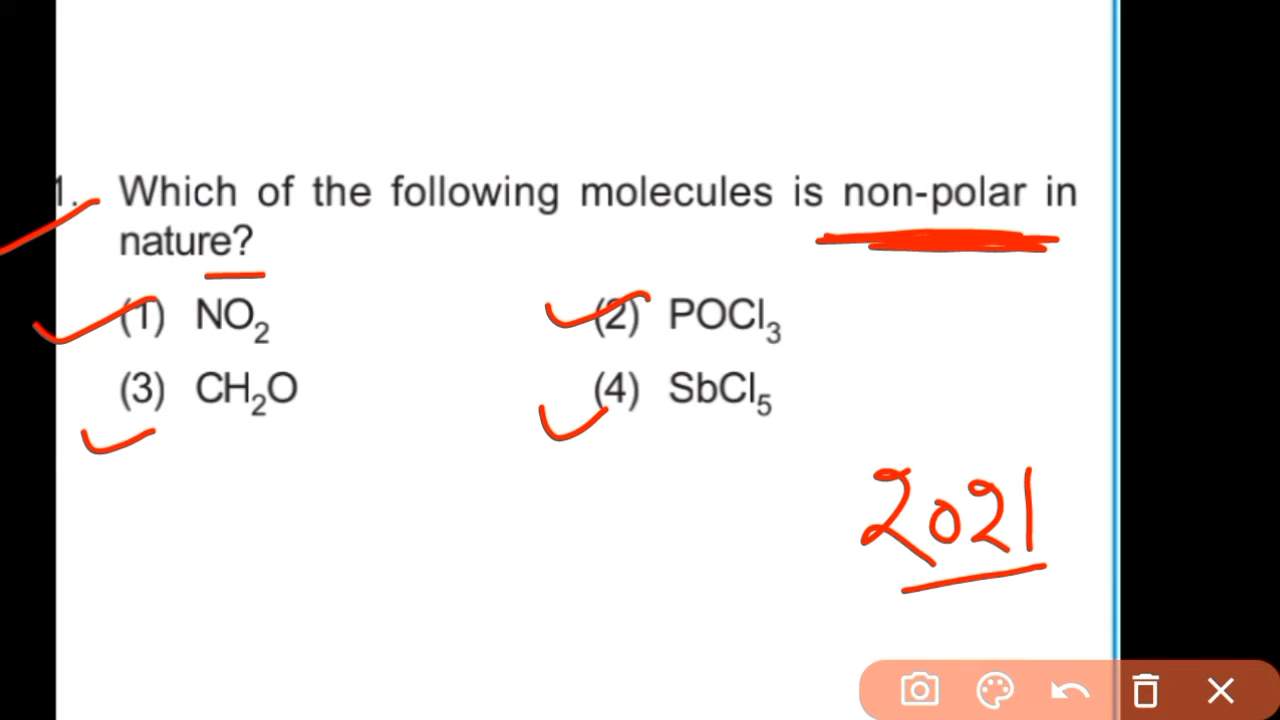 1. Which of the following molecules is non-polar in
nature?
(1) NO₂ (2) POCl₃
(3) CH₂O (4) SbCl₅
2021